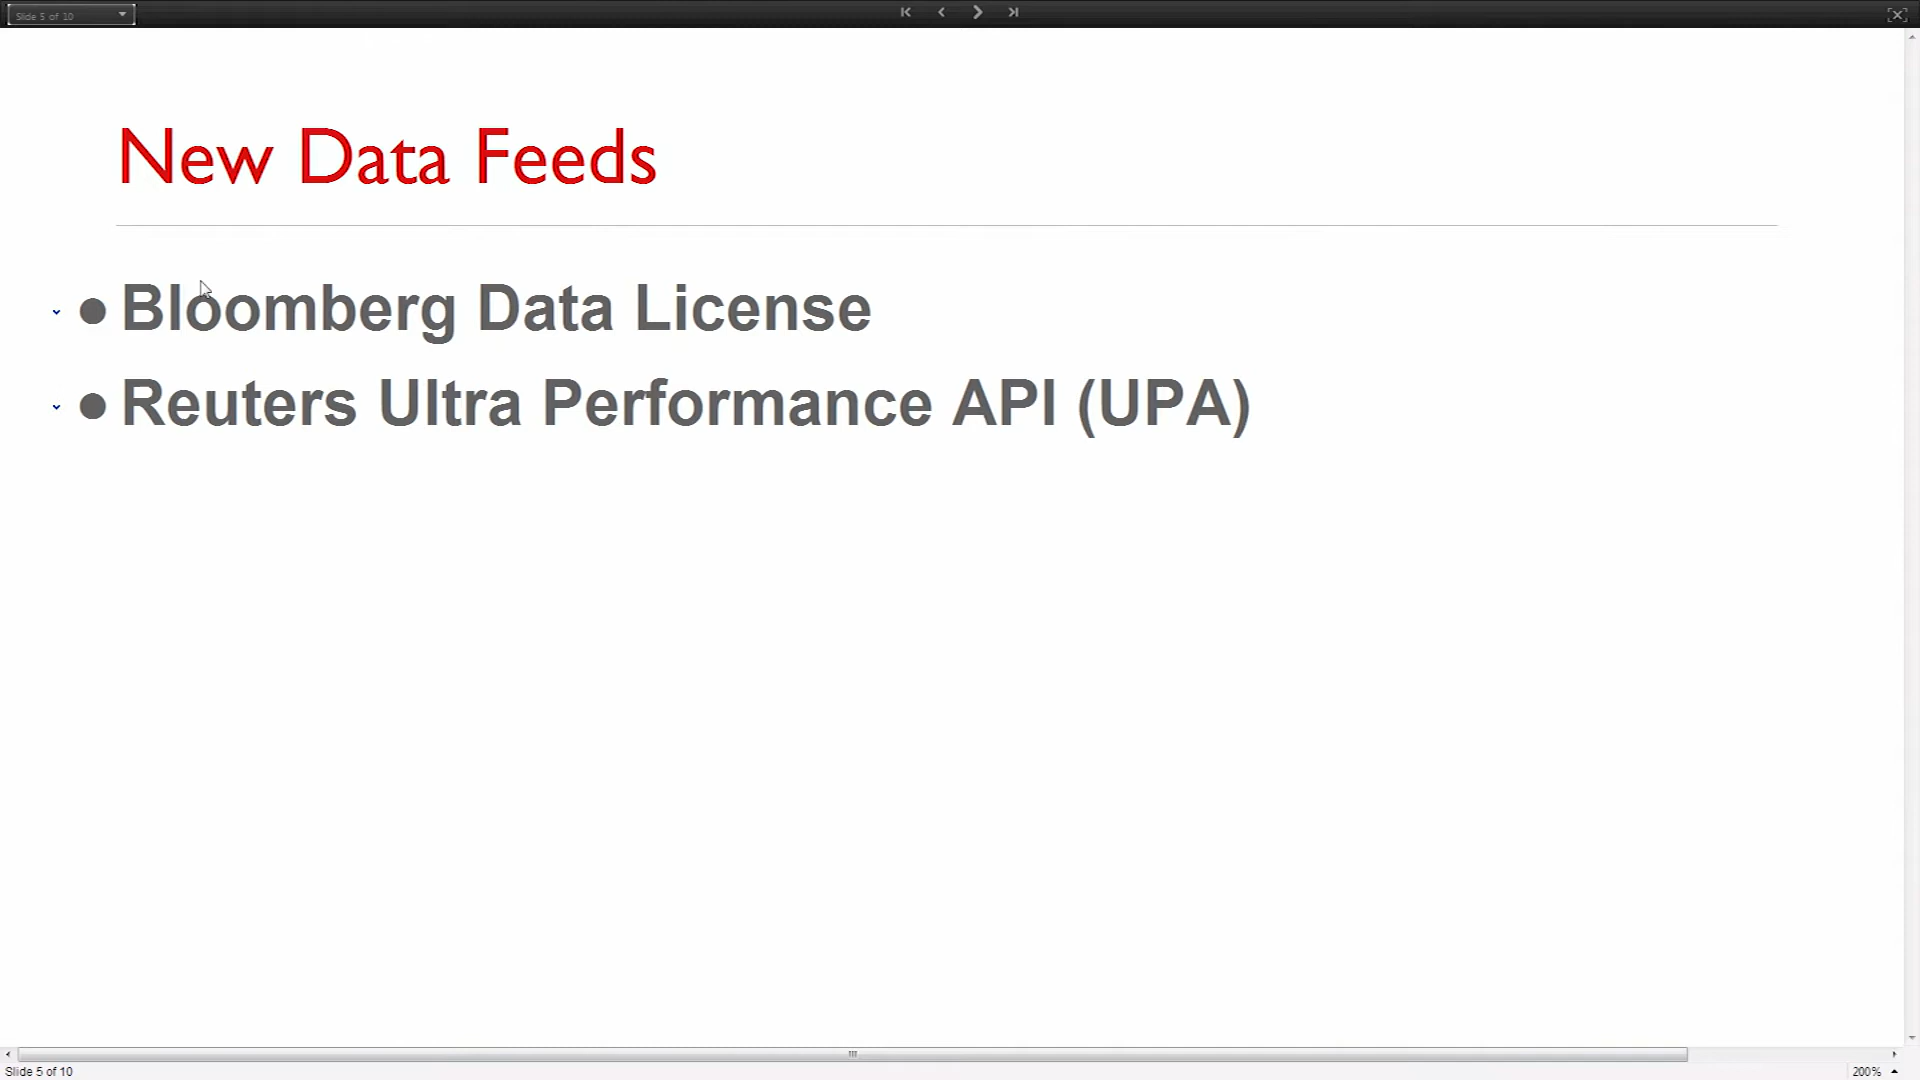 Slide 5 of 10
New Data Feeds
● Bloomberg Data License
● Reuters Ultra Performance API (UPA)
Slide 5 of 10
200%